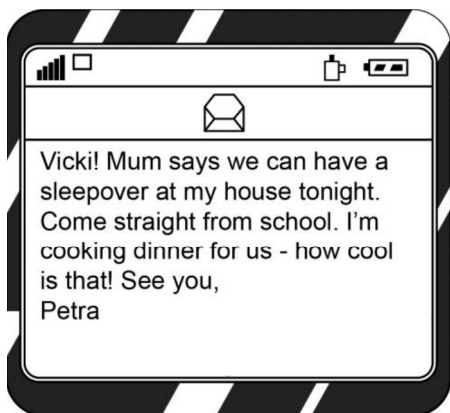 Vicki! Mum says we can have a
sleepover at my house tonight.
Come straight from school. I'm
cooking dinner for us - how cool
is that! See you,
Petra